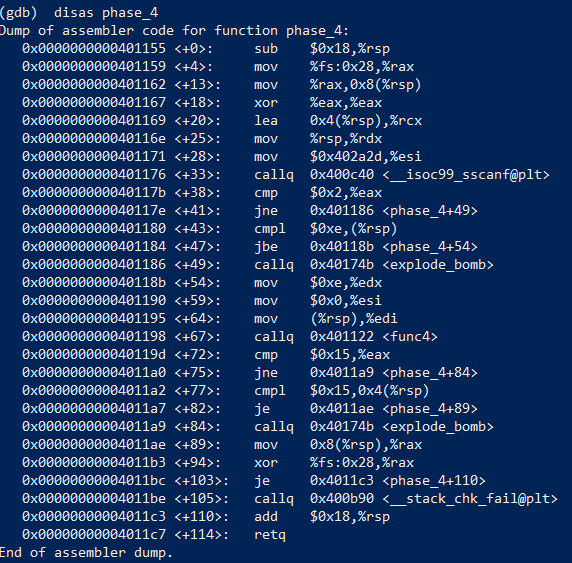 (gdb)  disas phase_4
Dump of assembler code for function phase_4:
   0x0000000000401155 <+0>:     sub    $0x18,%rsp
   0x0000000000401159 <+4>:     mov    %fs:0x28,%rax
   0x0000000000401162 <+13>:    mov    %rax,0x8(%rsp)
   0x0000000000401167 <+18>:    xor    %eax,%eax
   0x0000000000401169 <+20>:    lea    0x4(%rsp),%rcx
   0x000000000040116e <+25>:    mov    %rsp,%rdx
   0x0000000000401171 <+28>:    mov    $0x402a2d,%esi
   0x0000000000401176 <+33>:    callq  0x400c40 <__isoc99_sscanf@plt>
   0x000000000040117b <+38>:    cmp    $0x2,%eax
   0x000000000040117e <+41>:    jne    0x401186 <phase_4+49>
   0x0000000000401180 <+43>:    cmpl   $0xe,(%rsp)
   0x0000000000401184 <+47>:    jbe    0x40118b <phase_4+54>
   0x0000000000401186 <+49>:    callq  0x40174b <explode_bomb>
   0x000000000040118b <+54>:    mov    $0xe,%edx
   0x0000000000401190 <+59>:    mov    $0x0,%esi
   0x0000000000401195 <+64>:    mov    (%rsp),%edi
   0x0000000000401198 <+67>:    callq  0x401122 <func4>
   0x000000000040119d <+72>:    cmp    $0x15,%eax
   0x00000000004011a0 <+75>:    jne    0x4011a9 <phase_4+84>
   0x00000000004011a2 <+77>:    cmpl   $0x15,0x4(%rsp)
   0x00000000004011a7 <+82>:    je     0x4011ae <phase_4+89>
   0x00000000004011a9 <+84>:    callq  0x40174b <explode_bomb>
   0x00000000004011ae <+89>:    mov    0x8(%rsp),%rax
   0x00000000004011b3 <+94>:    xor    %fs:0x28,%rax
   0x00000000004011bc <+103>:   je     0x4011c3 <phase_4+110>
   0x00000000004011be <+105>:   callq  0x400b90 <__stack_chk_fail@plt>
   0x00000000004011c3 <+110>:   add    $0x18,%rsp
   0x00000000004011c7 <+114>:   retq
End of assembler dump.